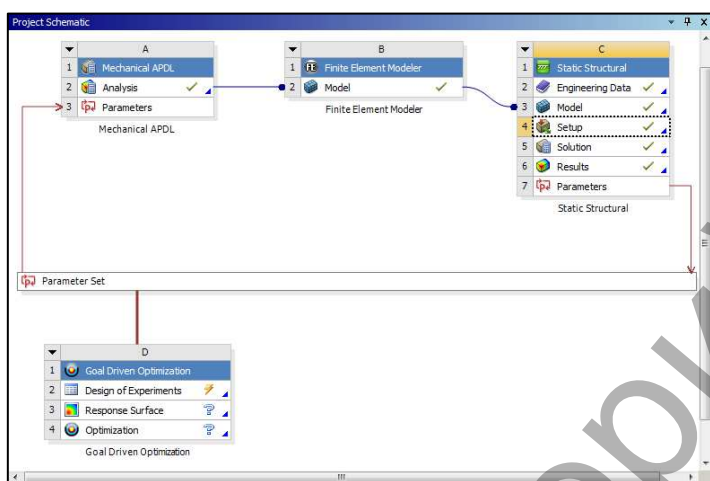 Project Schematic
A
1 Mechanical APDL
2 Analysis
3 Parameters
Mechanical APDL
B
1 Finite Element Modeler
2 Model
Finite Element Modeler
C
1 Static Structural
2 Engineering Data
3 Model
4 Setup
5 Solution
6 Results
7 Parameters
Static Structural
Parameter Set
D
1 Goal Driven Optimization
2 Design of Experiments
3 Response Surface
4 Optimization
Goal Driven Optimization